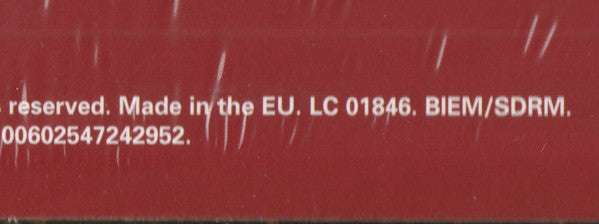 s reserved. Made in the EU. LC 01846. BIEM/SDRM.
00602547242952.